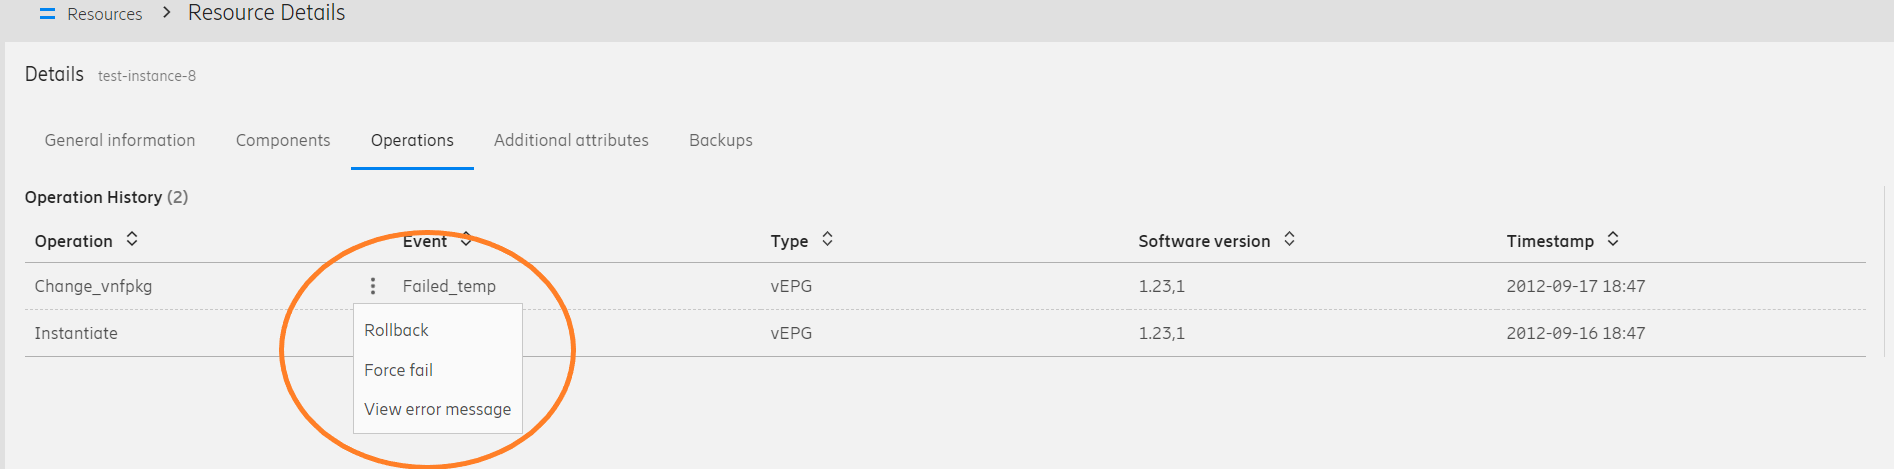 Resources > Resource Details
Details test-instance-8
General information Components Operations Additional attributes Backups
Operation History (2)
Operation Event Type Software version Timestamp
Change_vnfpkg Failed_temp vEPG 1.23,1 2012-09-17 18:47
Rollback
Instantiate vEPG 1.23,1 2012-09-16 18:47
Force fail
View error message